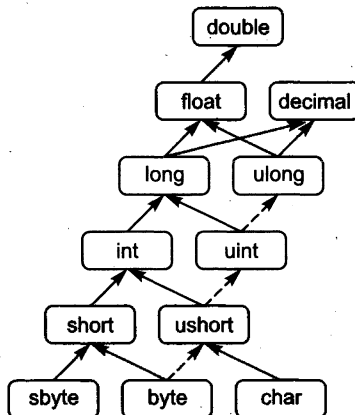 double
float decimal
long ulong
int uint
short ushort
sbyte byte char